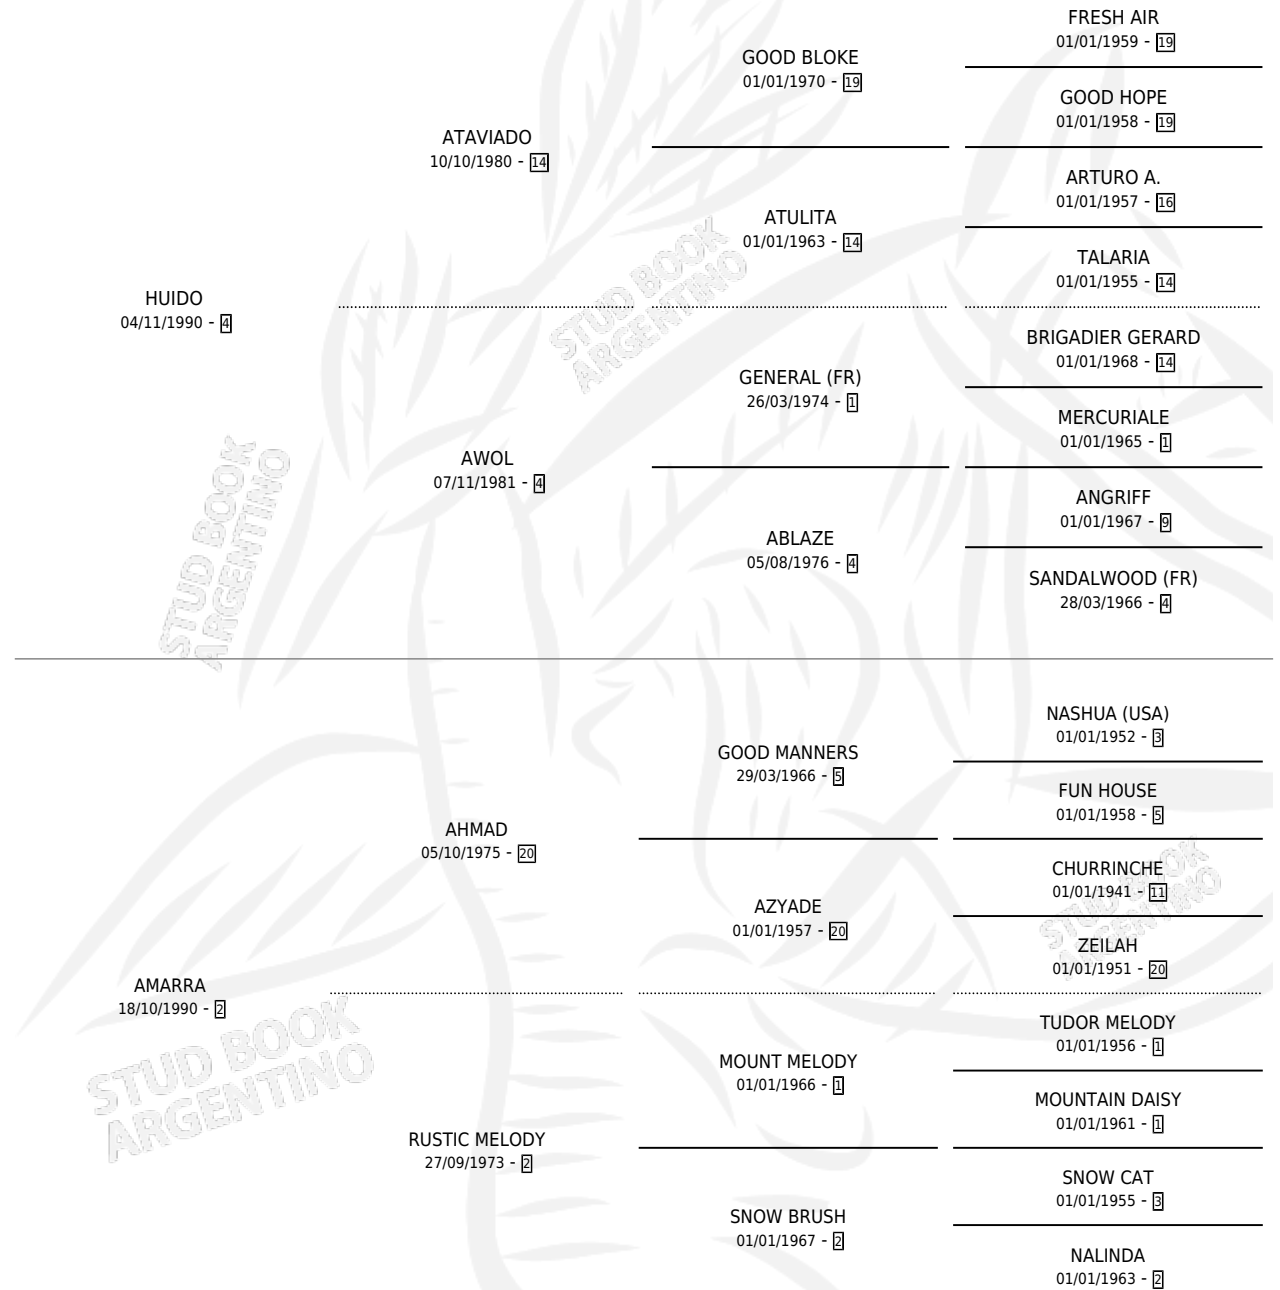 FRESH AIR
01/01/1959 - 19
GOOD BLOKE
01/01/1970 - 19
GOOD HOPE
01/01/1958 - 19
ATAVIADO
10/10/1980 - 14
ARTURO A.
01/01/1957 - 16
ATULITA
01/01/1963 - 14
TALARIA
01/01/1955 - 14
HUIDO
04/11/1990 - 4
BRIGADIER GERARD
01/01/1968 - 14
GENERAL (FR)
26/03/1974 - 1
MERCURIALE
01/01/1965 - 1
AWOL
07/11/1981 - 4
ANGRIFF
01/01/1967 - 9
ABLAZE
05/08/1976 - 4
SANDALWOOD (FR)
28/03/1966 - 4
NASHUA (USA)
01/01/1952 - 3
GOOD MANNERS
29/03/1966 - 5
FUN HOUSE
01/01/1958 - 5
AHMAD
05/10/1975 - 20
CHURRINCHE
01/01/1941 - 11
AZYADE
01/01/1957 - 20
ZEILAH
01/01/1951 - 20
AMARRA
18/10/1990 - 2
TUDOR MELODY
01/01/1956 - 1
MOUNT MELODY
01/01/1966 - 1
MOUNTAIN DAISY
01/01/1961 - 1
RUSTIC MELODY
27/09/1973 - 2
SNOW CAT
01/01/1955 - 3
SNOW BRUSH
01/01/1967 - 2
NALINDA
01/01/1963 - 2
STUD BOOK
ARGENTINO
STUD BOOK
ARGENTINO
STUD BOOK
ARGENTINO
STUD BOOK
ARGENTINO